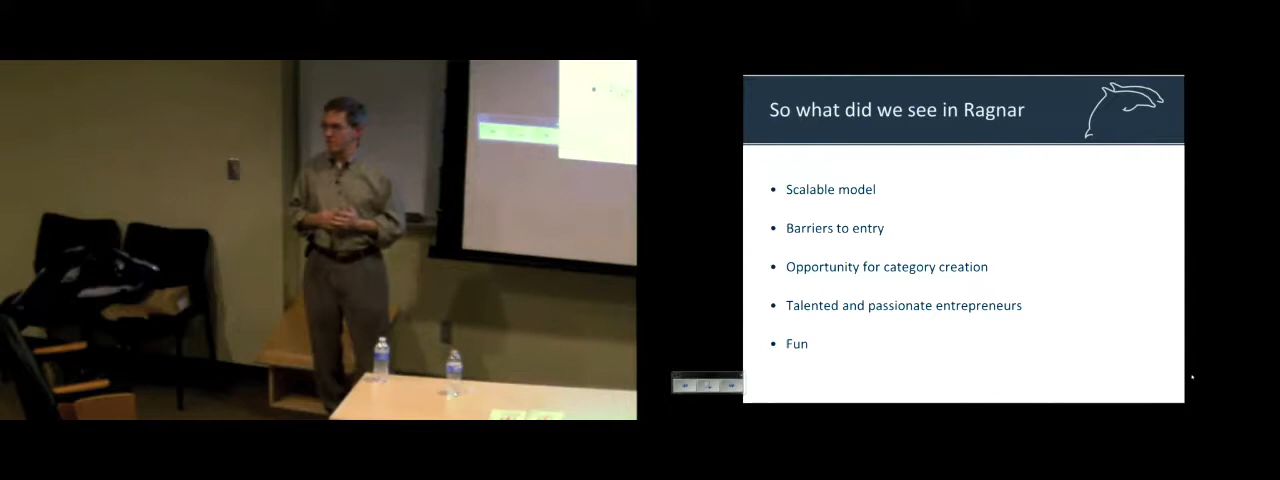 So what did we see in Ragnar
• Scalable model
• Barriers to entry
• Opportunity for category creation
• Talented and passionate entrepreneurs
• Fun